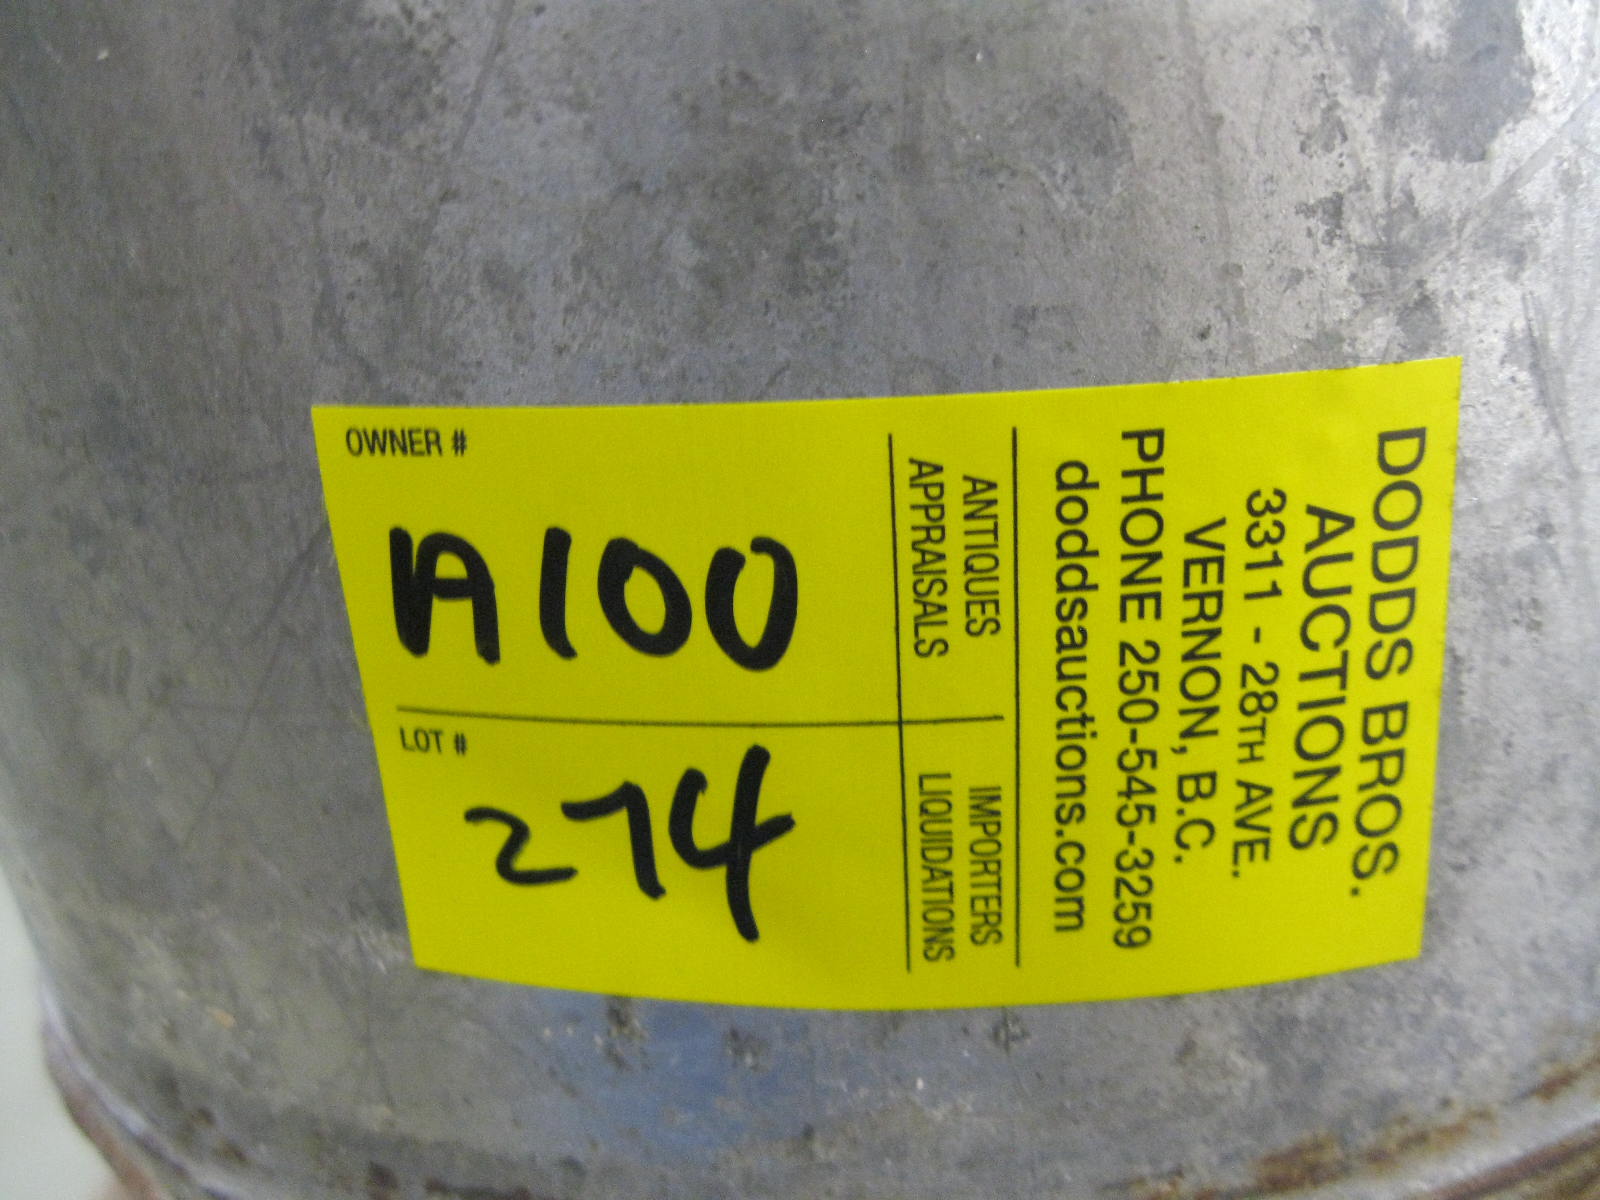 DODDS BROS.
AUCTIONS
3311 - 28TH AVE.
VERNON, B.C.
PHONE 250-545-3259
doddsauctions.com
ANTIQUES
APPRAISALS
IMPORTERS
LIQUIDATIONS
OWNER #
A100
LOT #
274